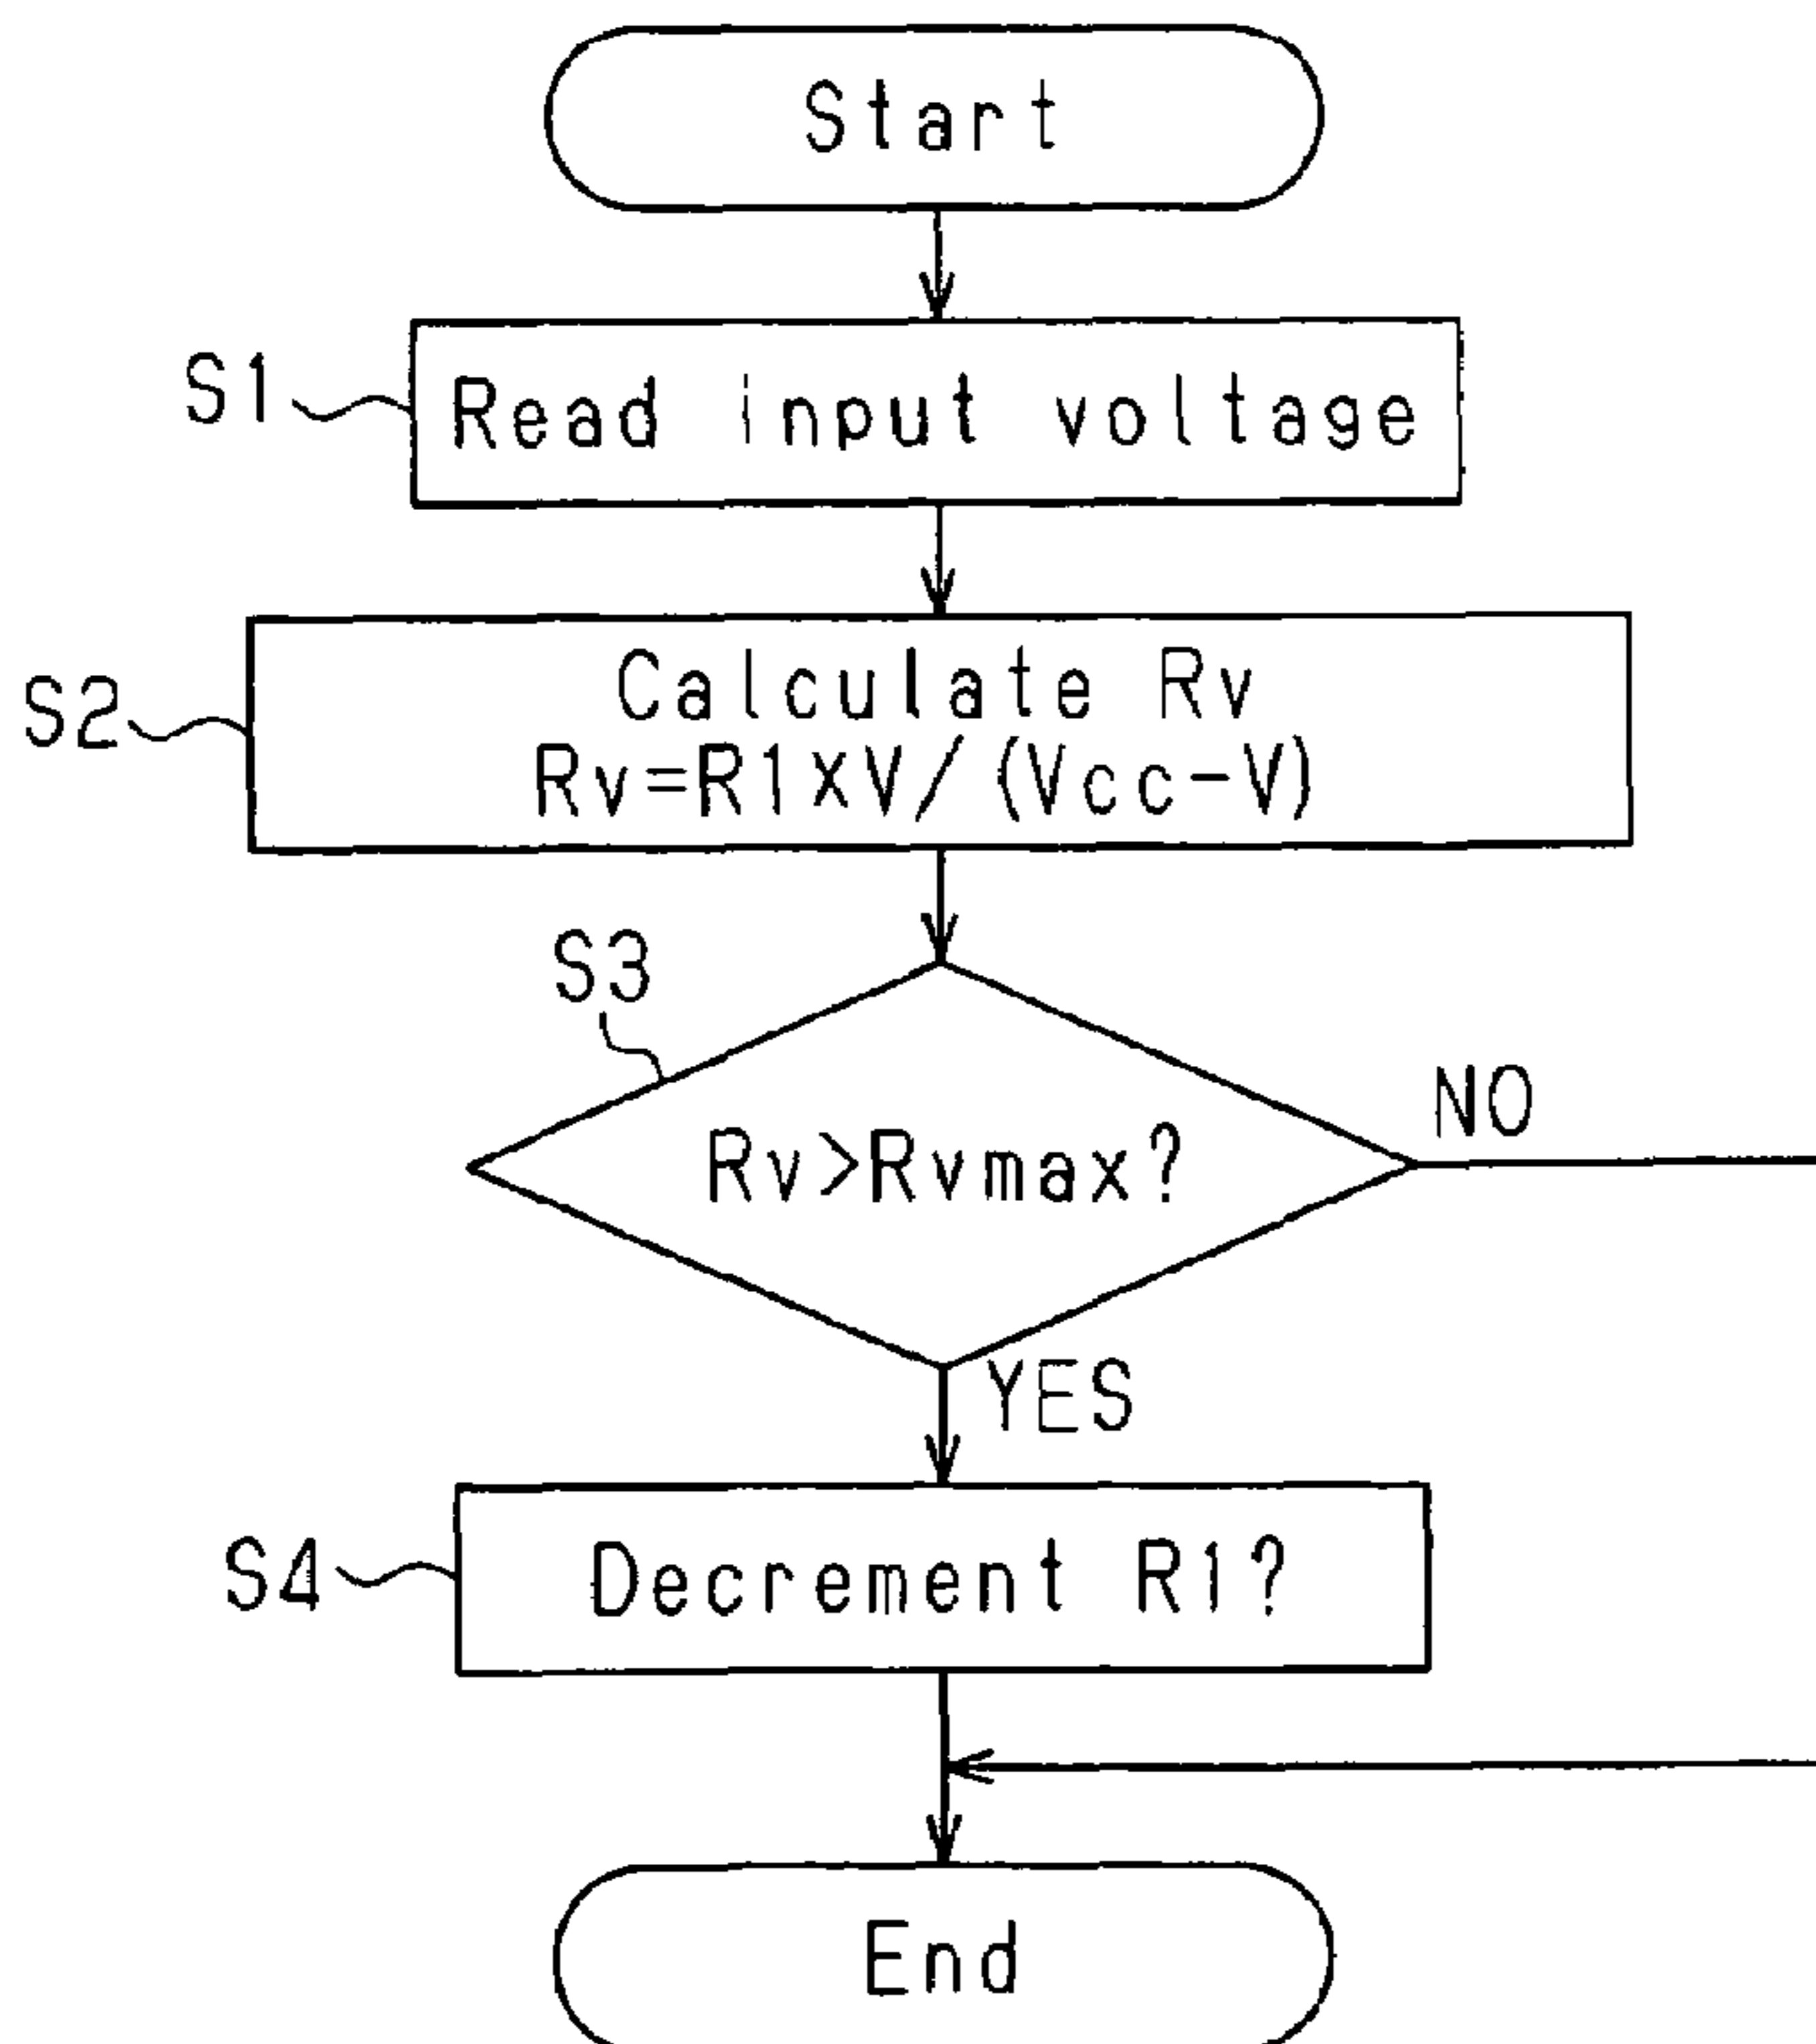 Start
S1
Read input voltage
S2
Calculate Rv
Rv=R1xV/(Vcc-V)
S3
Rv>Rvmax?
NO
YES
S4
Decrement R1?
End